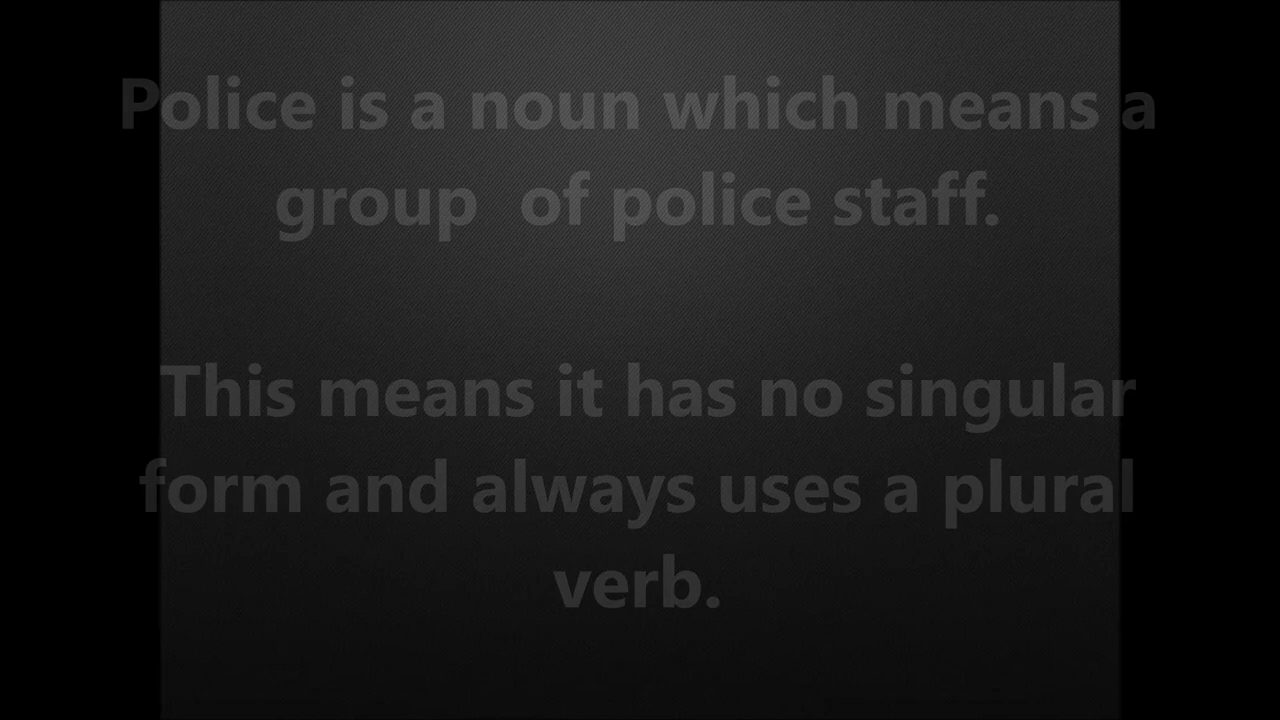 Police is a noun which means a
group  of police staff.
This means it has no singular
form and always uses a plural
verb.